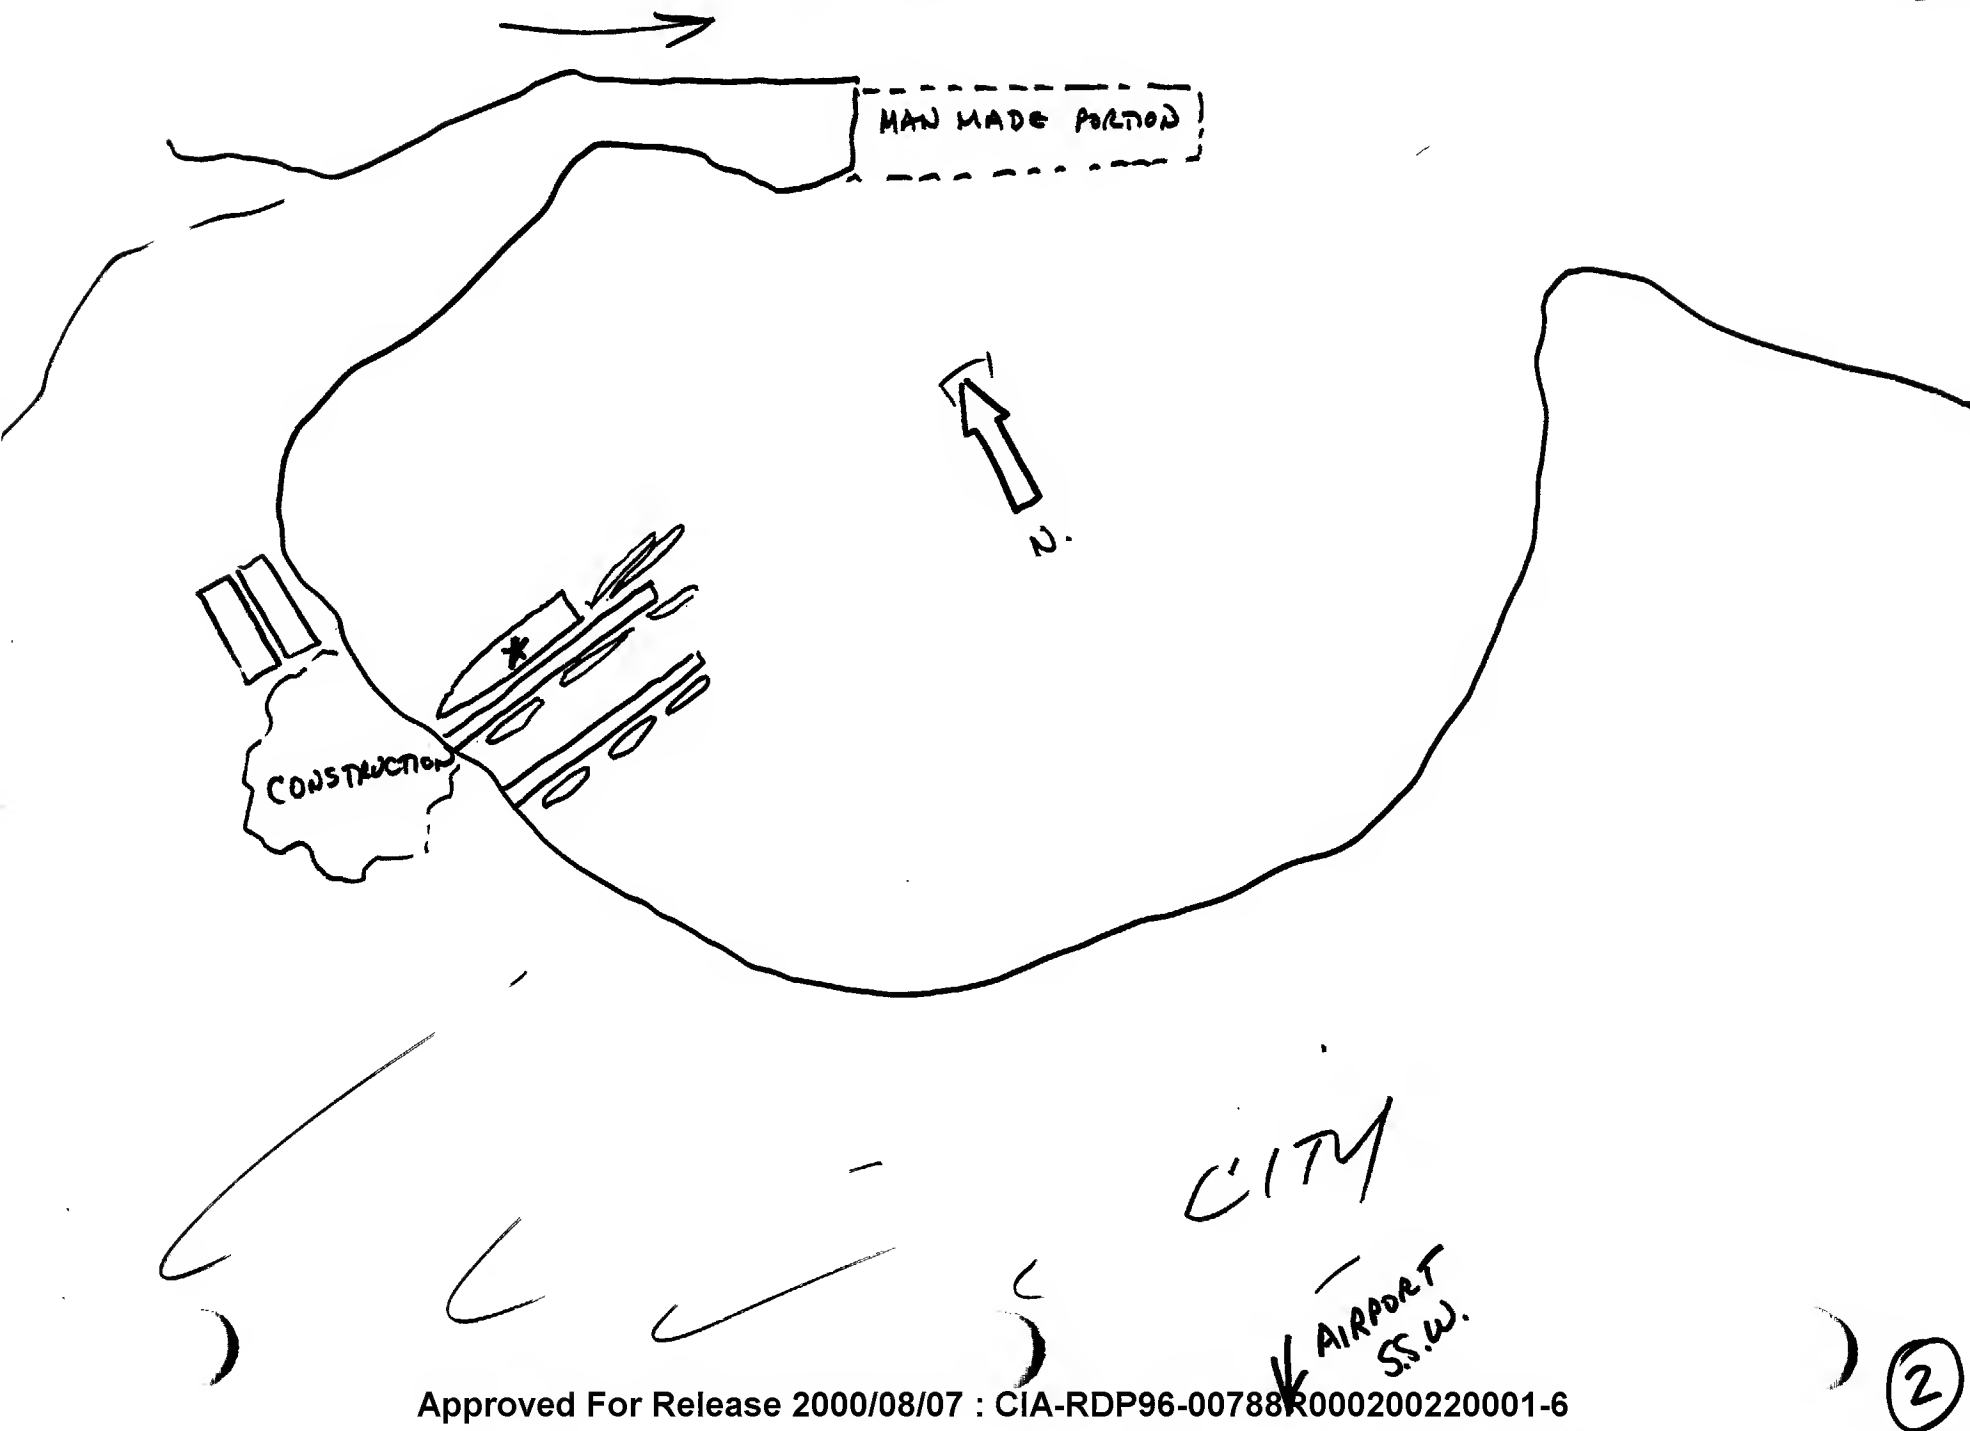 MAN MADE PORTION
N.
*
CONSTRUCTION
CITY
AIRPORT
S.S.W.
Approved For Release 2000/08/07 : CIA-RDP96-00788R000200220001-6
2